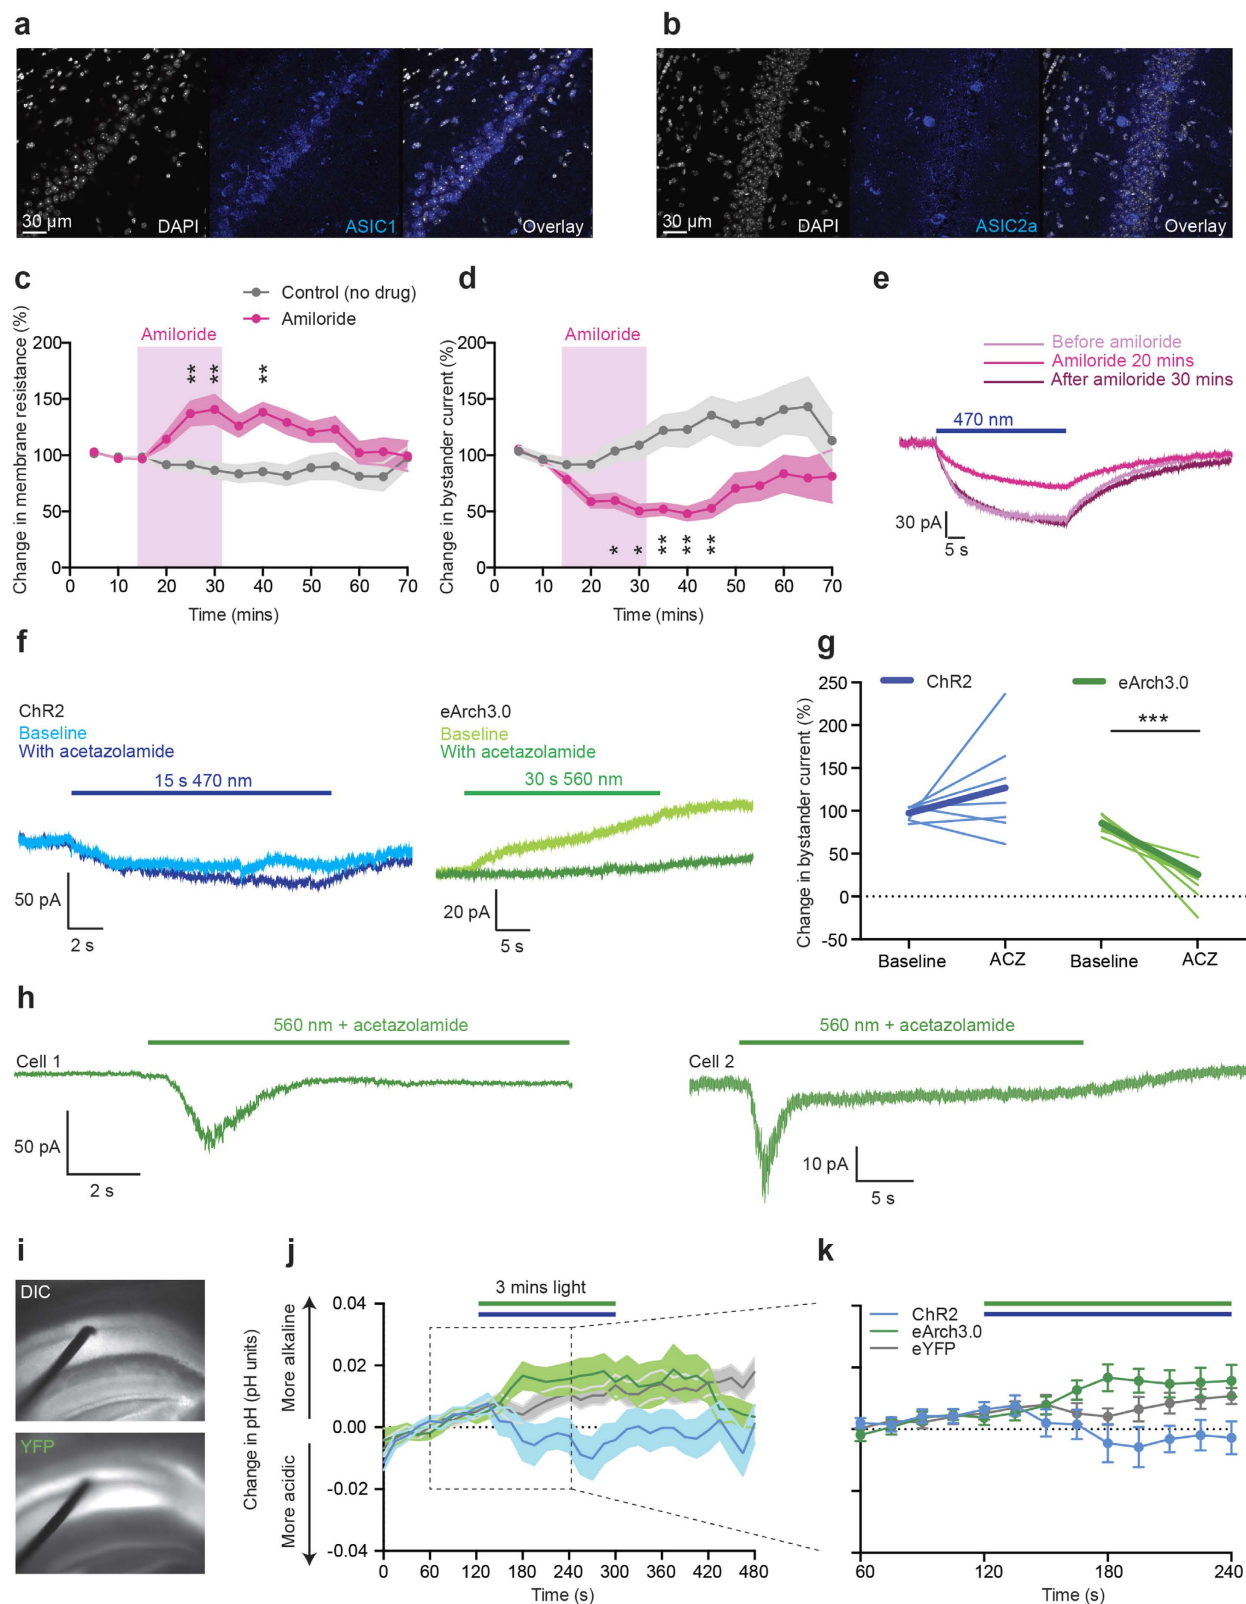 a
b
30 µm
DAPI
ASIC1
Overlay
30 µm
DAPI
ASIC2a
Overlay
c
Control (no drug)
Amiloride
d
e
Change in membrane resistance (%)
200
150
100
50
0
Amiloride
**
**
**
0 10 20 30 40 50 60 70
Time (mins)
Change in bystander current (%)
200
150
100
50
0
Amiloride
* * ** ** **
0 10 20 30 40 50 60 70
Time (mins)
Before amiloride
Amiloride 20 mins
After amiloride 30 mins
470 nm
30 pA
5 s
f
ChR2
Baseline
With acetazolamide
15 s 470 nm
50 pA
2 s
eArch3.0
Baseline
With acetazolamide
30 s 560 nm
20 pA
5 s
g
ChR2
eArch3.0
Change in bystander current (%)
250
200
150
100
50
0
-50
***
Baseline ACZ Baseline ACZ
h
560 nm + acetazolamide
Cell 1
50 pA
2 s
560 nm + acetazolamide
Cell 2
10 pA
5 s
i
DIC
YFP
j
3 mins light
More alkaline
More acidic
Change in pH (pH units)
0.04
0.02
0.00
-0.02
-0.04
0 60 120 180 240 300 360 420 480
Time (s)
k
ChR2
eArch3.0
eYFP
60 120 180 240
Time (s)